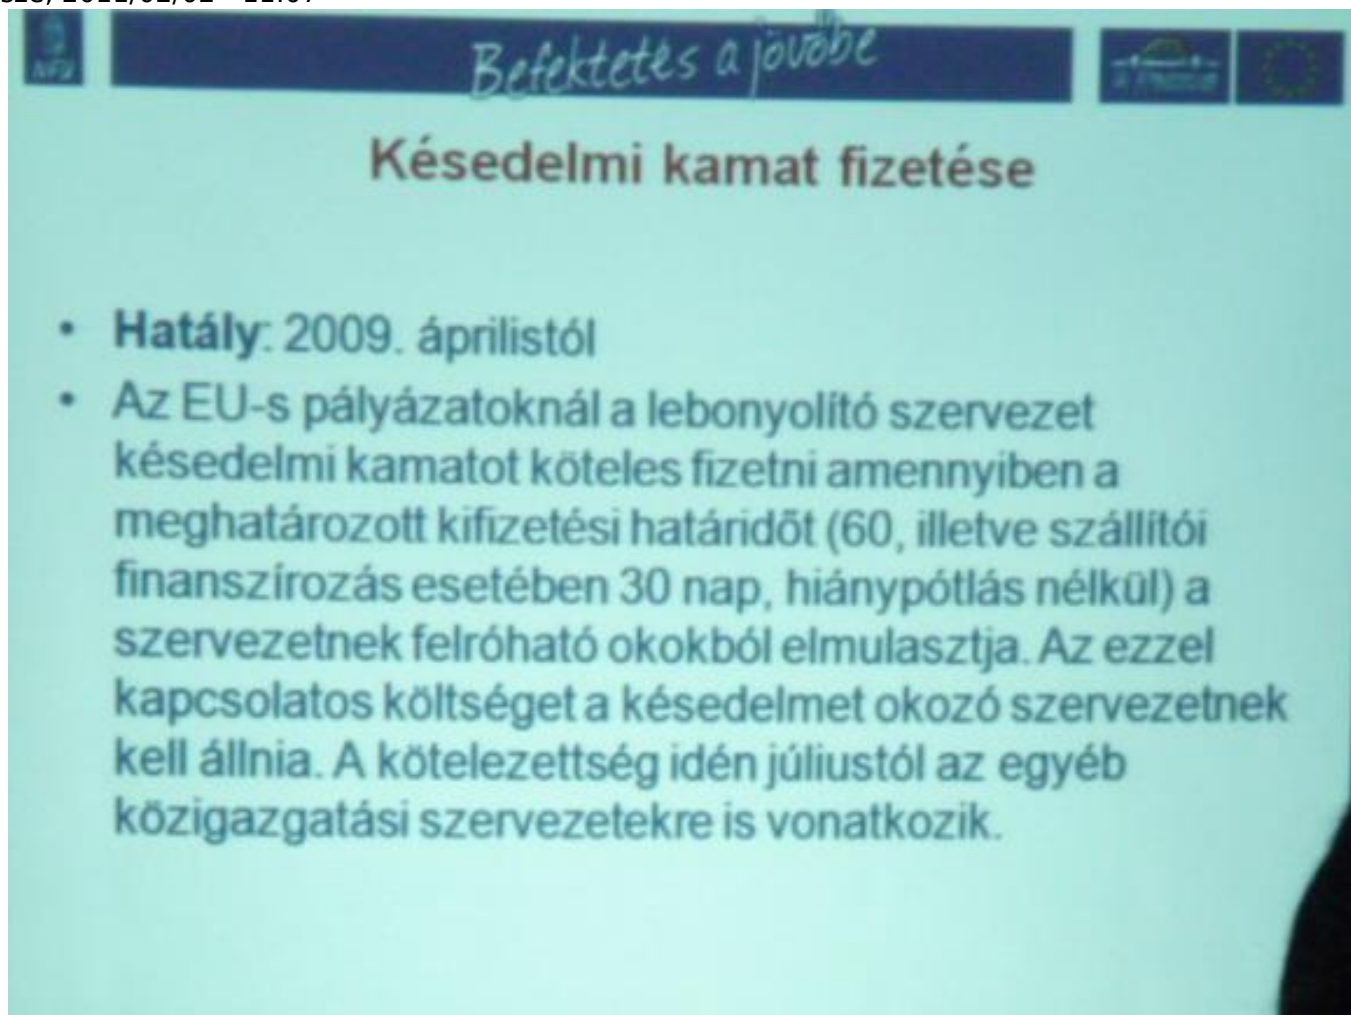 NFÜ
Befektetés a jövőbe
Késedelmi kamat fizetése
• Hatály: 2009. áprilistól
• Az EU-s pályázatoknál a lebonyolító szervezet
késedelmi kamatot köteles fizetni amennyiben a
meghatározott kifizetési határidőt (60, illetve szállítói
finanszírozás esetében 30 nap, hiánypótlás nélkül) a
szervezetnek felróható okokból elmulasztja. Az ezzel
kapcsolatos költséget a késedelmet okozó szervezetnek
kell állnia. A kötelezettség idén júliustól az egyéb
közigazgatási szervezetekre is vonatkozik.